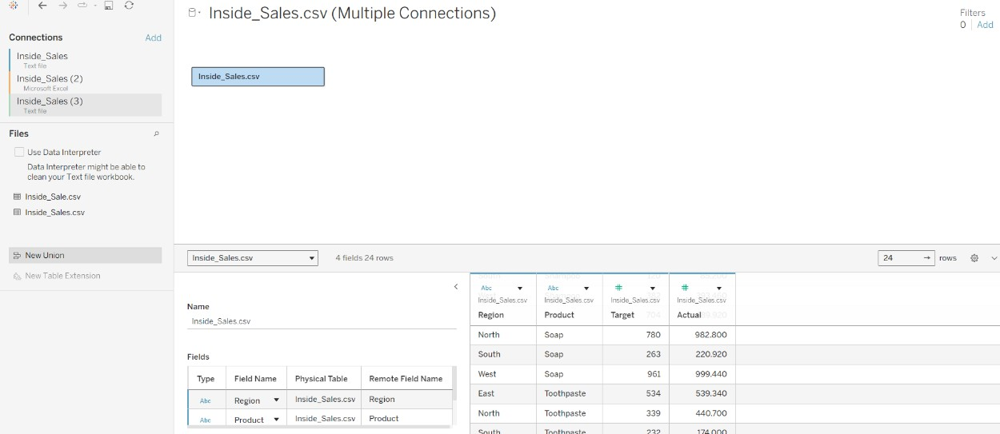 Inside_Sales.csv (Multiple Connections)
Filters
0 Add
Connections Add
Inside_Sales
Text file
Inside_Sales (2)
Microsoft Excel
Inside_Sales (3)
Text file
Inside_Sales.csv
Files
Use Data Interpreter
Data Interpreter might be able to
clean your Text file workbook.
Inside_Sale.csv
Inside_Sales.csv
New Union
New Table Extension
Inside_Sales.csv 4 fields 24 rows 24 rows
Name
Inside_Sales.csv
Fields
Type Field Name Physical Table Remote Field Name
Abc Region Inside_Sales.csv Region
Abc Product Inside_Sales.csv Product
Abc Abc # #
Inside_Sales.csv Inside_Sales.csv Inside_Sales.csv Inside_Sales.csv
Region Product Target Actual
North Soap 780 982.800
South Soap 263 220.920
West Soap 961 999.440
East Toothpaste 534 539.340
North Toothpaste 339 440.700
South Toothpaste 232 174.000